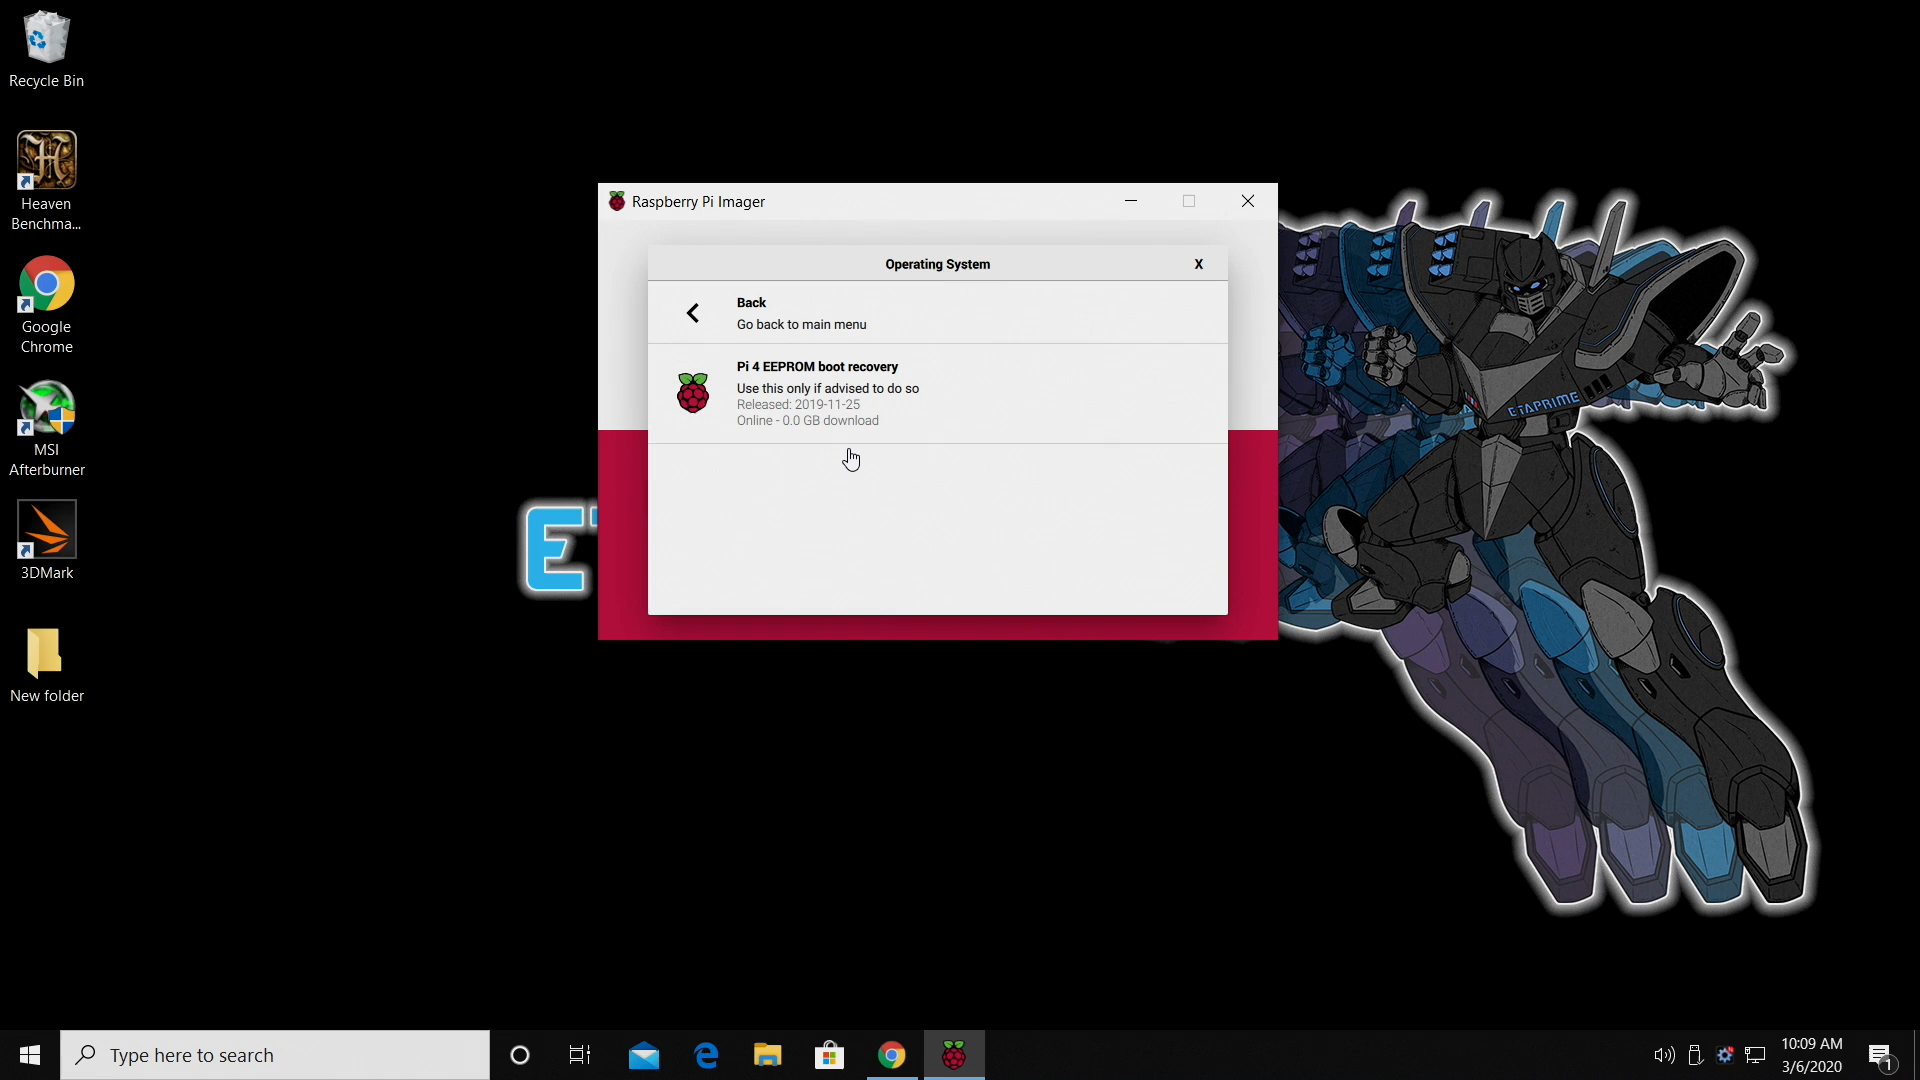 Recycle Bin
Heaven
Benchma...
Google
Chrome
MSI
Afterburner
3DMark
New folder
Raspberry Pi Imager
Operating System
X
Back
Go back to main menu
Pi 4 EEPROM boot recovery
Use this only if advised to do so
Released: 2019-11-25
Online - 0.0 GB download
E
ETAPRIME
Type here to search
10:09 AM
3/6/2020
1